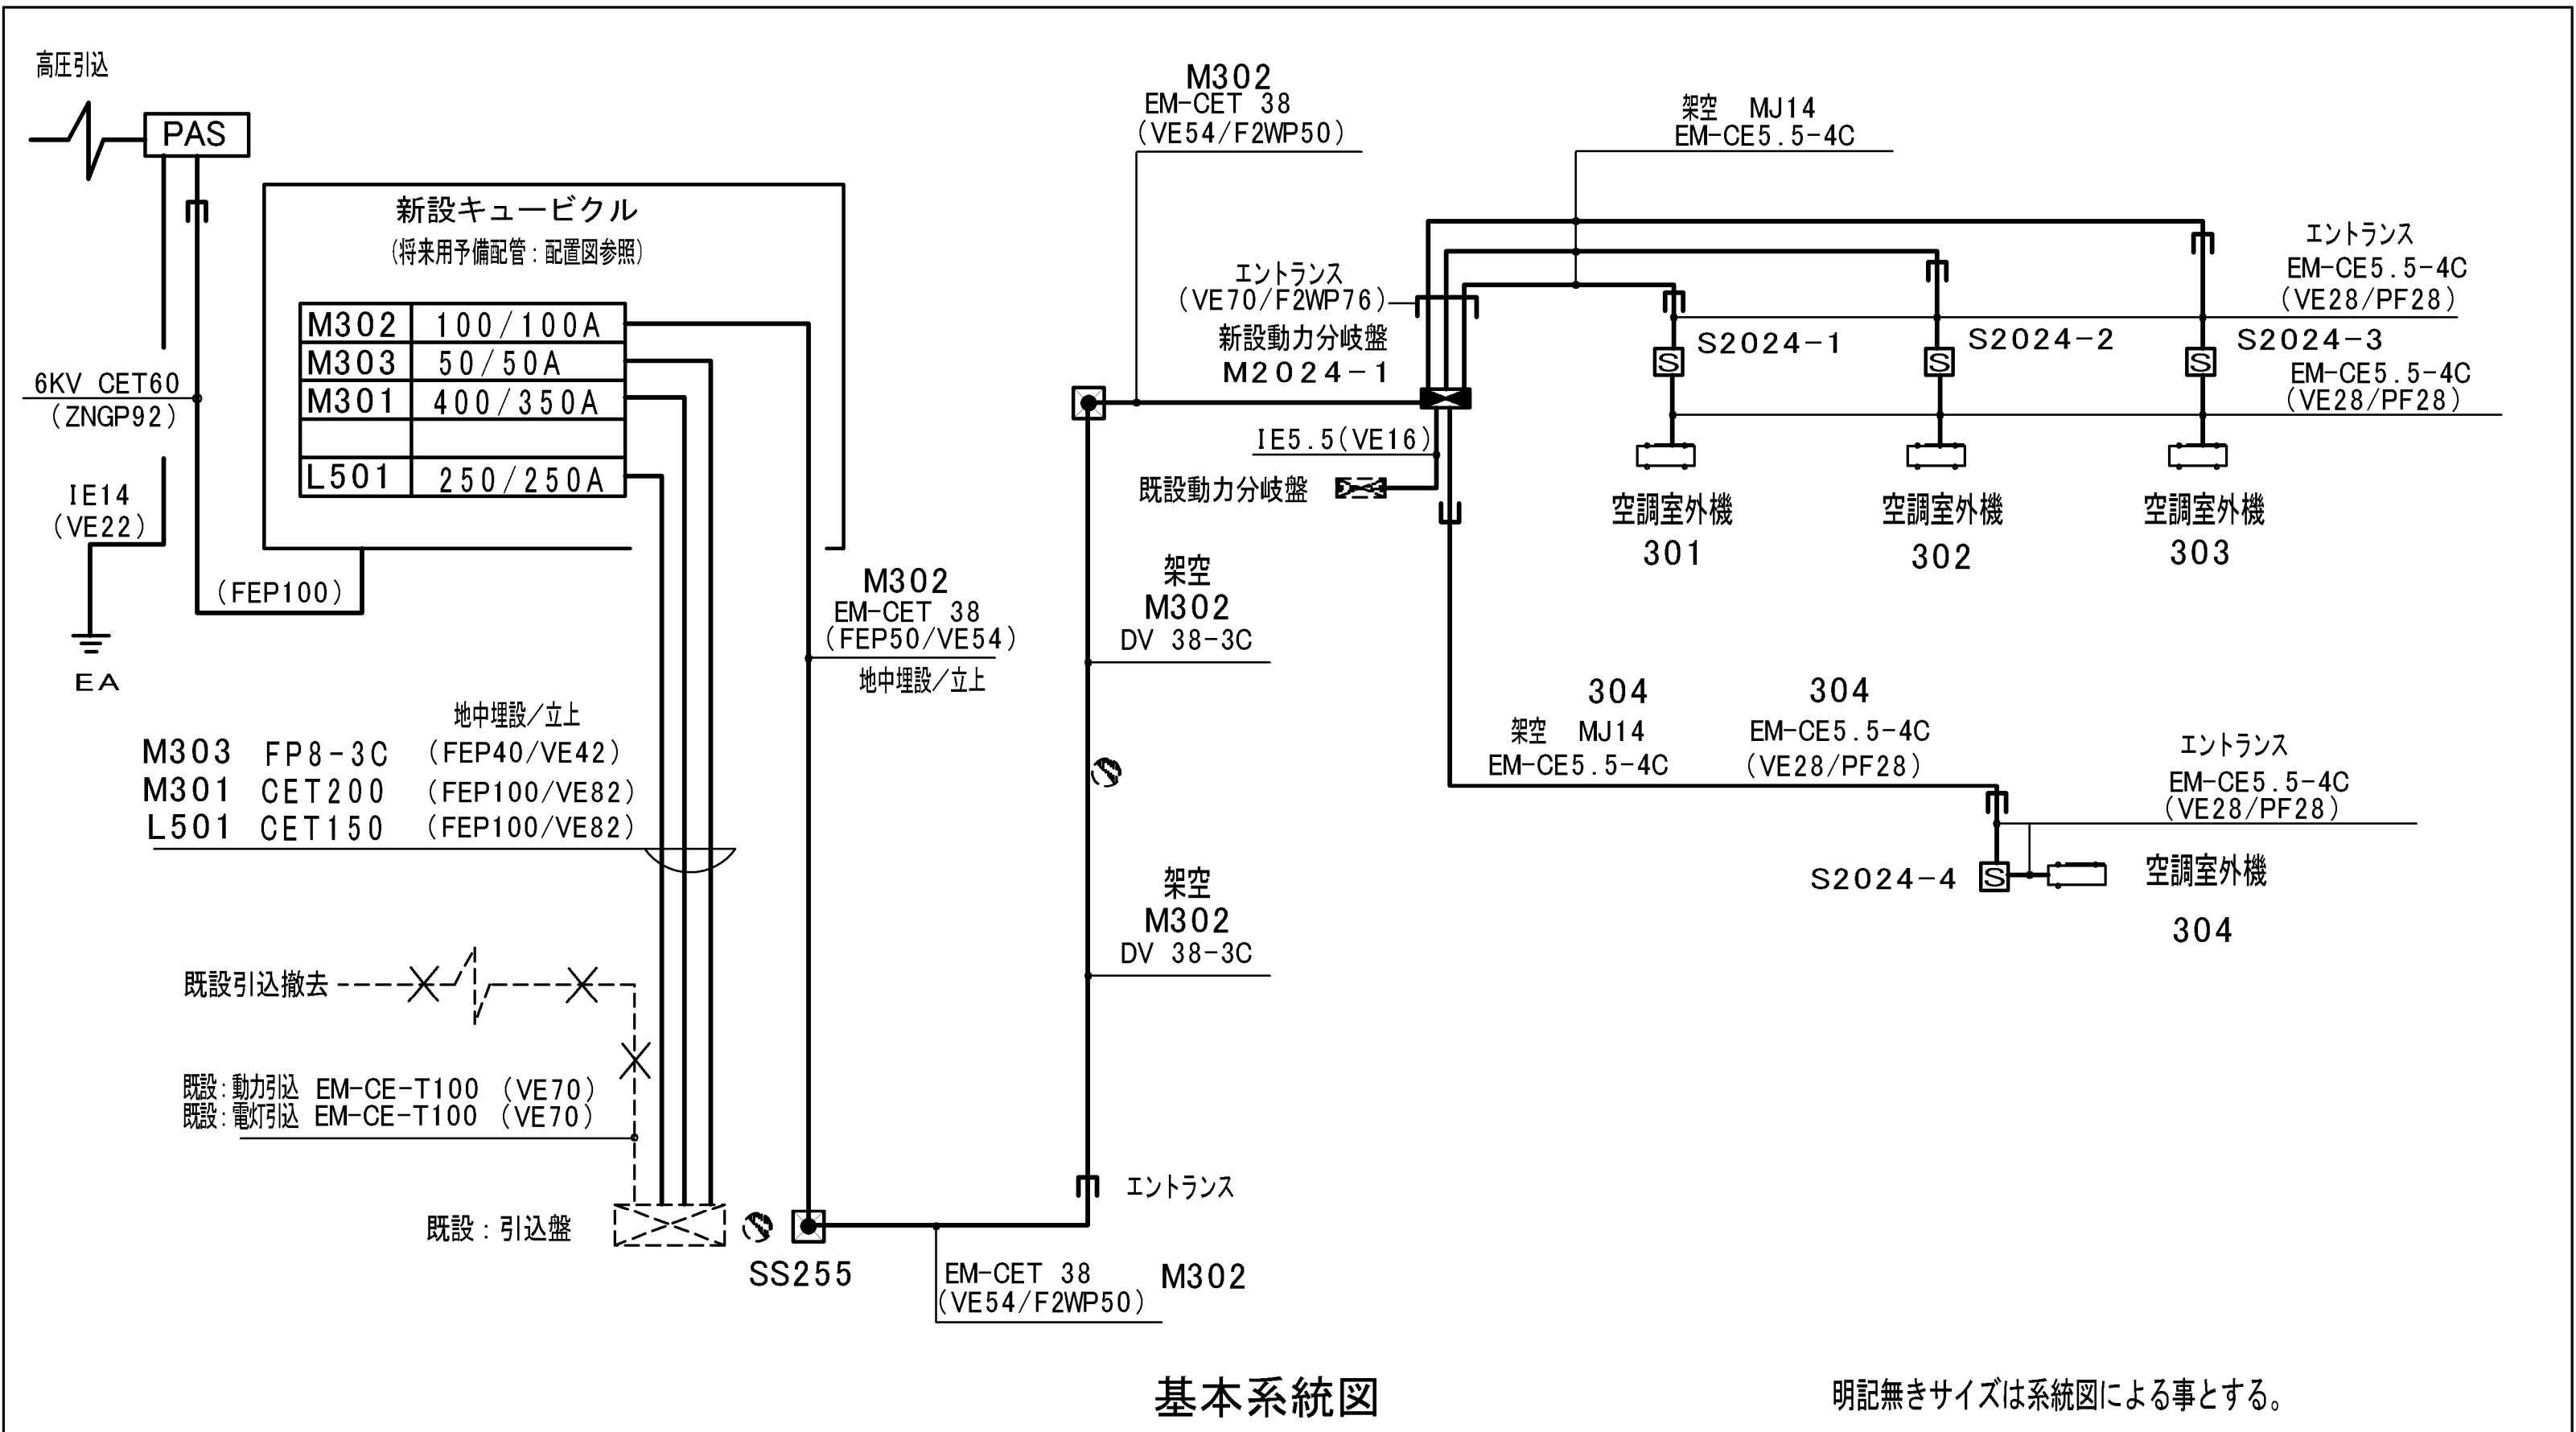 高圧引込
PAS
新設キュービクル
(将来用予備配管:配置図参照)
M302 100/100A
M303 50/50A
M301 400/350A
L501 250/250A
6KV CET60
(ZNGP92)
IE14
(VE22)
EA
(FEP100)
M302
EM-CET 38
(FEP50/VE54)
地中埋設/立上
地中埋設/立上
M303 FP8-3C (FEP40/VE42)
M301 CET200 (FEP100/VE82)
L501 CET150 (FEP100/VE82)
既設引込撤去
既設:動力引込 EM-CE-T100 (VE70)
既設:電灯引込 EM-CE-T100 (VE70)
既設:引込盤
SS255
EM-CET 38
(VE54/F2WP50)
M302
エントランス
架空
M302
DV 38-3C
架空
M302
DV 38-3C
M302
EM-CET 38
(VE54/F2WP50)
架空 MJ14
EM-CE5.5-4C
エントランス
(VE70/F2WP76)
新設動力分岐盤
M2024-1
IE5.5(VE16)
既設動力分岐盤
エントランス
EM-CE5.5-4C
(VE28/PF28)
S2024-1
S2024-2
S2024-3
S
S
S
EM-CE5.5-4C
(VE28/PF28)
空調室外機
301
空調室外機
302
空調室外機
303
304
架空 MJ14
EM-CE5.5-4C
304
EM-CE5.5-4C
(VE28/PF28)
エントランス
EM-CE5.5-4C
(VE28/PF28)
S2024-4
S
空調室外機
304
基本系統図
明記無きサイズは系統図による事とする。